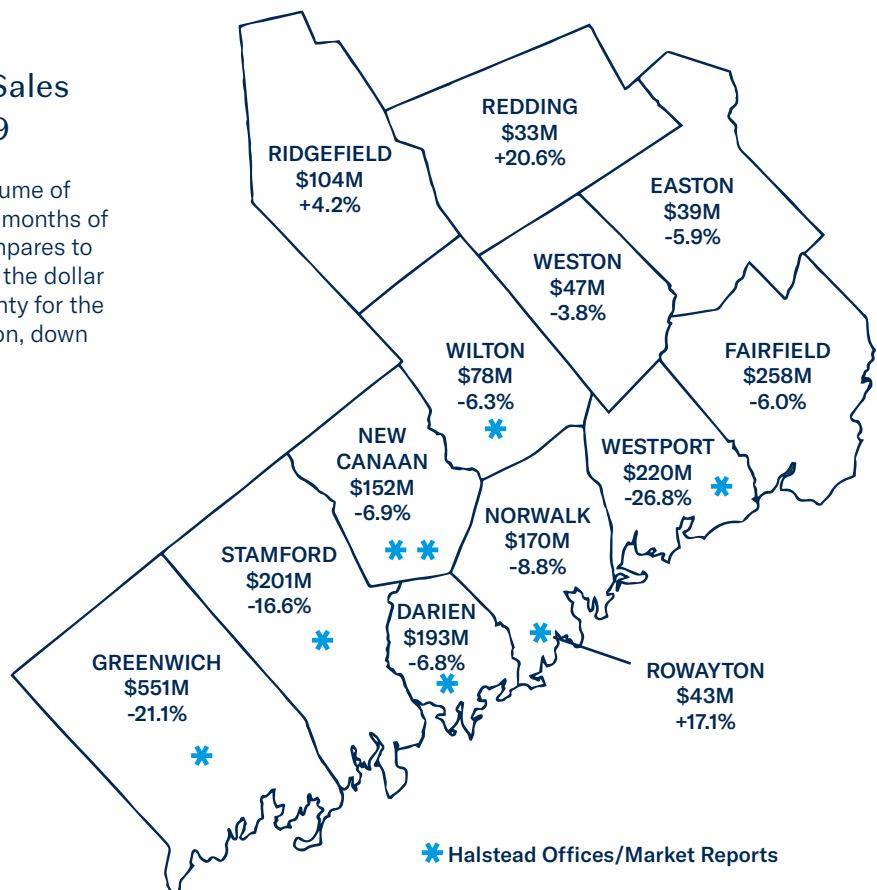 Sales
9
ume of
months of
mpares to
the dollar
nty for the
on, down
REDDING
$33M
+20.6%
RIDGEFIELD
$104M
+4.2%
EASTON
$39M
-5.9%
WESTON
$47M
-3.8%
WILTON
$78M
-6.3%
FAIRFIELD
$258M
-6.0%
NEW
CANAAN
$152M
-6.9%
WESTPORT
$220M
-26.8%
NORWALK
$170M
-8.8%
STAMFORD
$201M
-16.6%
DARIEN
$193M
-6.8%
GREENWICH
$551M
-21.1%
ROWAYTON
$43M
+17.1%
Halstead Offices/Market Reports